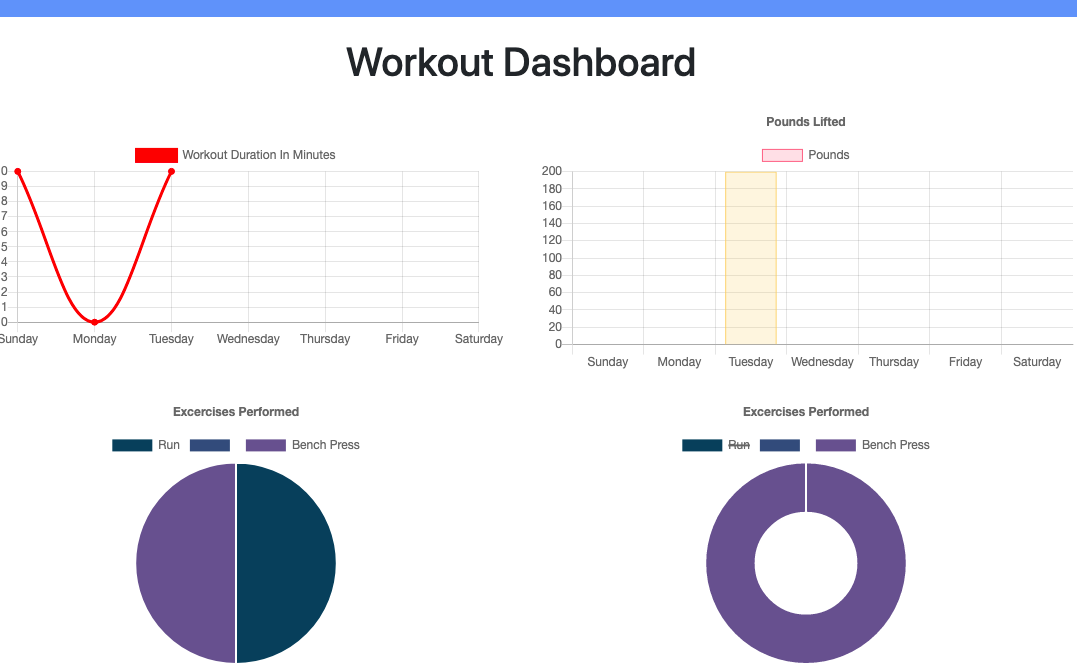 Workout Dashboard
Workout Duration In Minutes
0
9
8
7
6
5
4
3
2
1
0
Sunday Monday Tuesday Wednesday Thursday Friday Saturday
Pounds Lifted
Pounds
200
180
160
140
120
100
80
60
40
20
0
Sunday Monday Tuesday Wednesday Thursday Friday Saturday
Excercises Performed
Run Bench Press
Excercises Performed
Run Bench Press